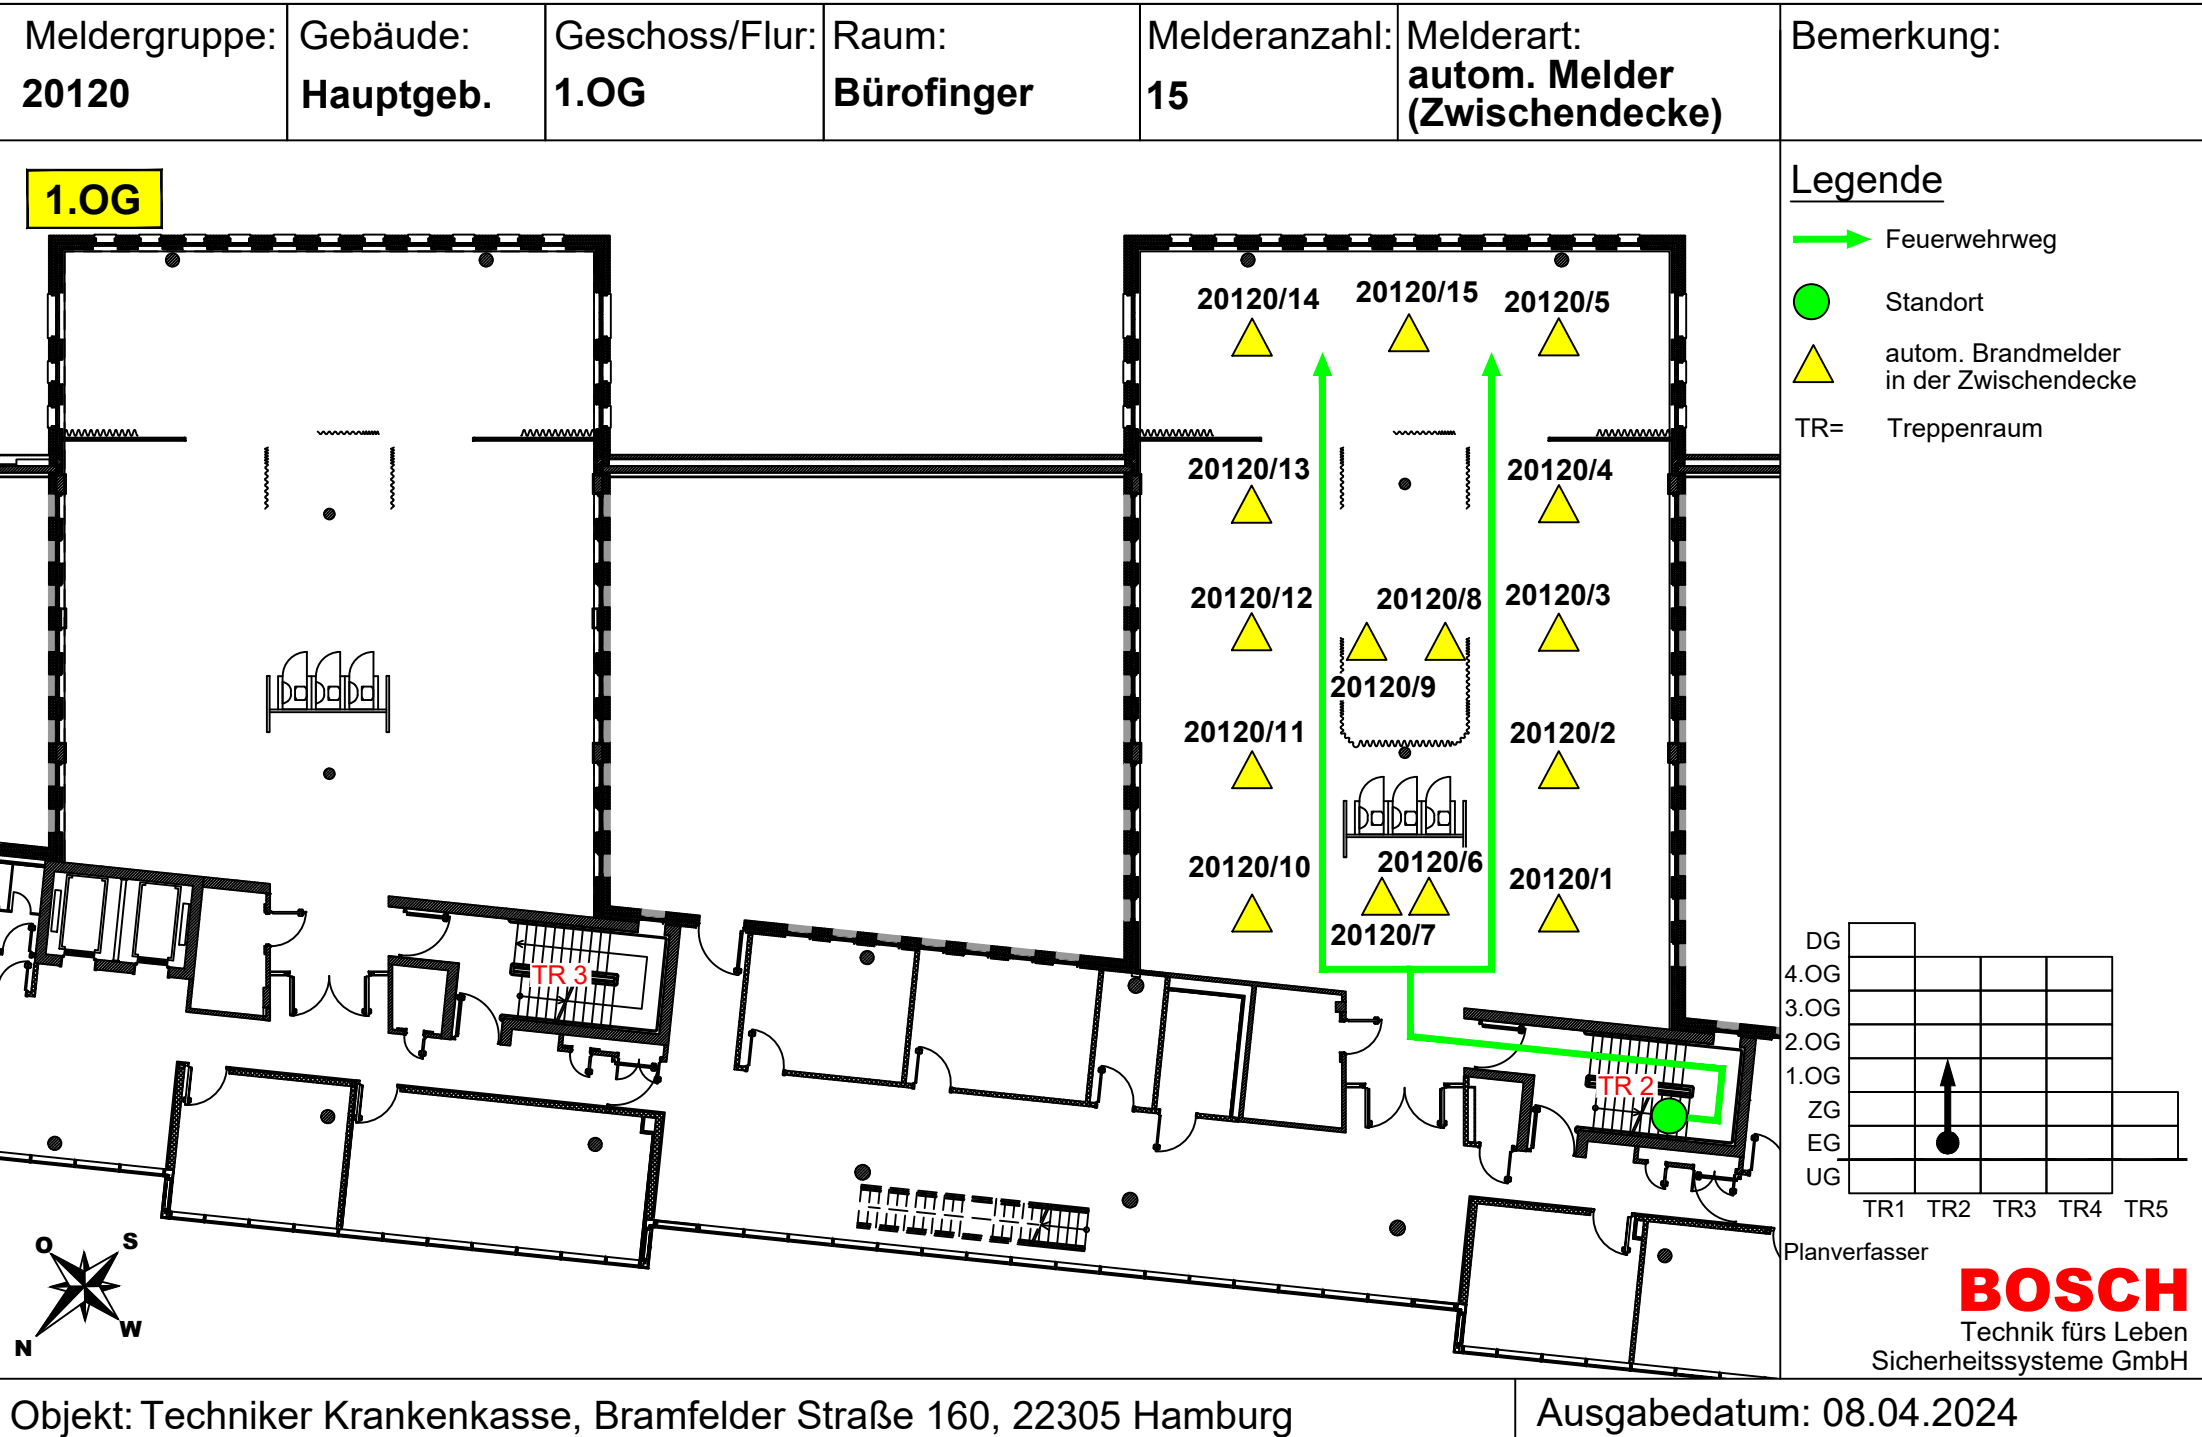 Meldergruppe:
20120
Gebäude:
Hauptgeb.
Geschoss/Flur:
1.OG
Raum:
Bürofinger
Melderanzahl:
15
Melderart:
autom. Melder
(Zwischendecke)
Bemerkung:
1.OG
Legende
Feuerwehrweg
Standort
autom. Brandmelder
in der Zwischendecke
TR= Treppenraum
20120/14
20120/15
20120/5
20120/13
20120/4
20120/12
20120/8
20120/3
20120/9
20120/11
20120/2
20120/10
20120/6
20120/1
20120/7
TR 3
TR 2
DG
4.OG
3.OG
2.OG
1.OG
ZG
EG
UG
TR1 TR2 TR3 TR4 TR5
O S
N W
Planverfasser
BOSCH
Technik fürs Leben
Sicherheitssysteme GmbH
Objekt: Techniker Krankenkasse, Bramfelder Straße 160, 22305 Hamburg
Ausgabedatum: 08.04.2024